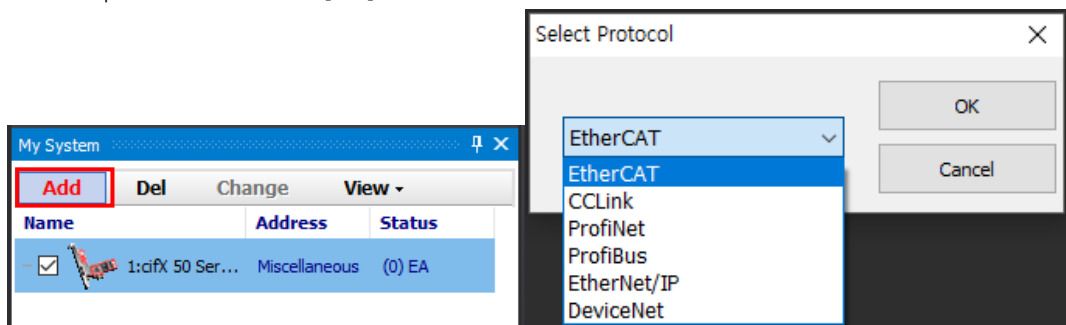 Select Protocol
OK
EtherCAT
Cancel
EtherCAT
CCLink
ProfiNet
ProfiBus
EtherNet/IP
DeviceNet
My System
Add Del Change View
Name Address Status
1:cifX 50 Ser... Miscellaneous (0) EA